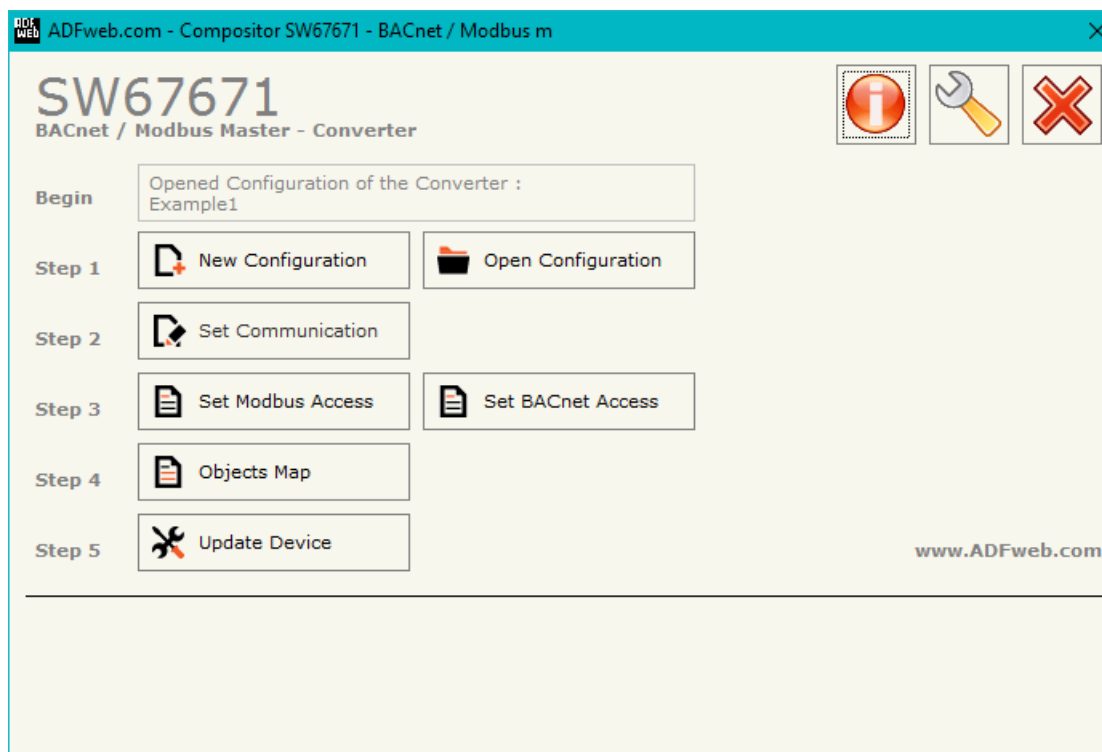 ADF
WEB
ADFweb.com - Compositor SW67671 - BACnet / Modbus m
SW67671
BACnet / Modbus Master - Converter
Begin
Opened Configuration of the Converter :
Example1
Step 1
New Configuration
Open Configuration
Step 2
Set Communication
Step 3
Set Modbus Access
Set BACnet Access
Step 4
Objects Map
Step 5
Update Device
www.ADFweb.com